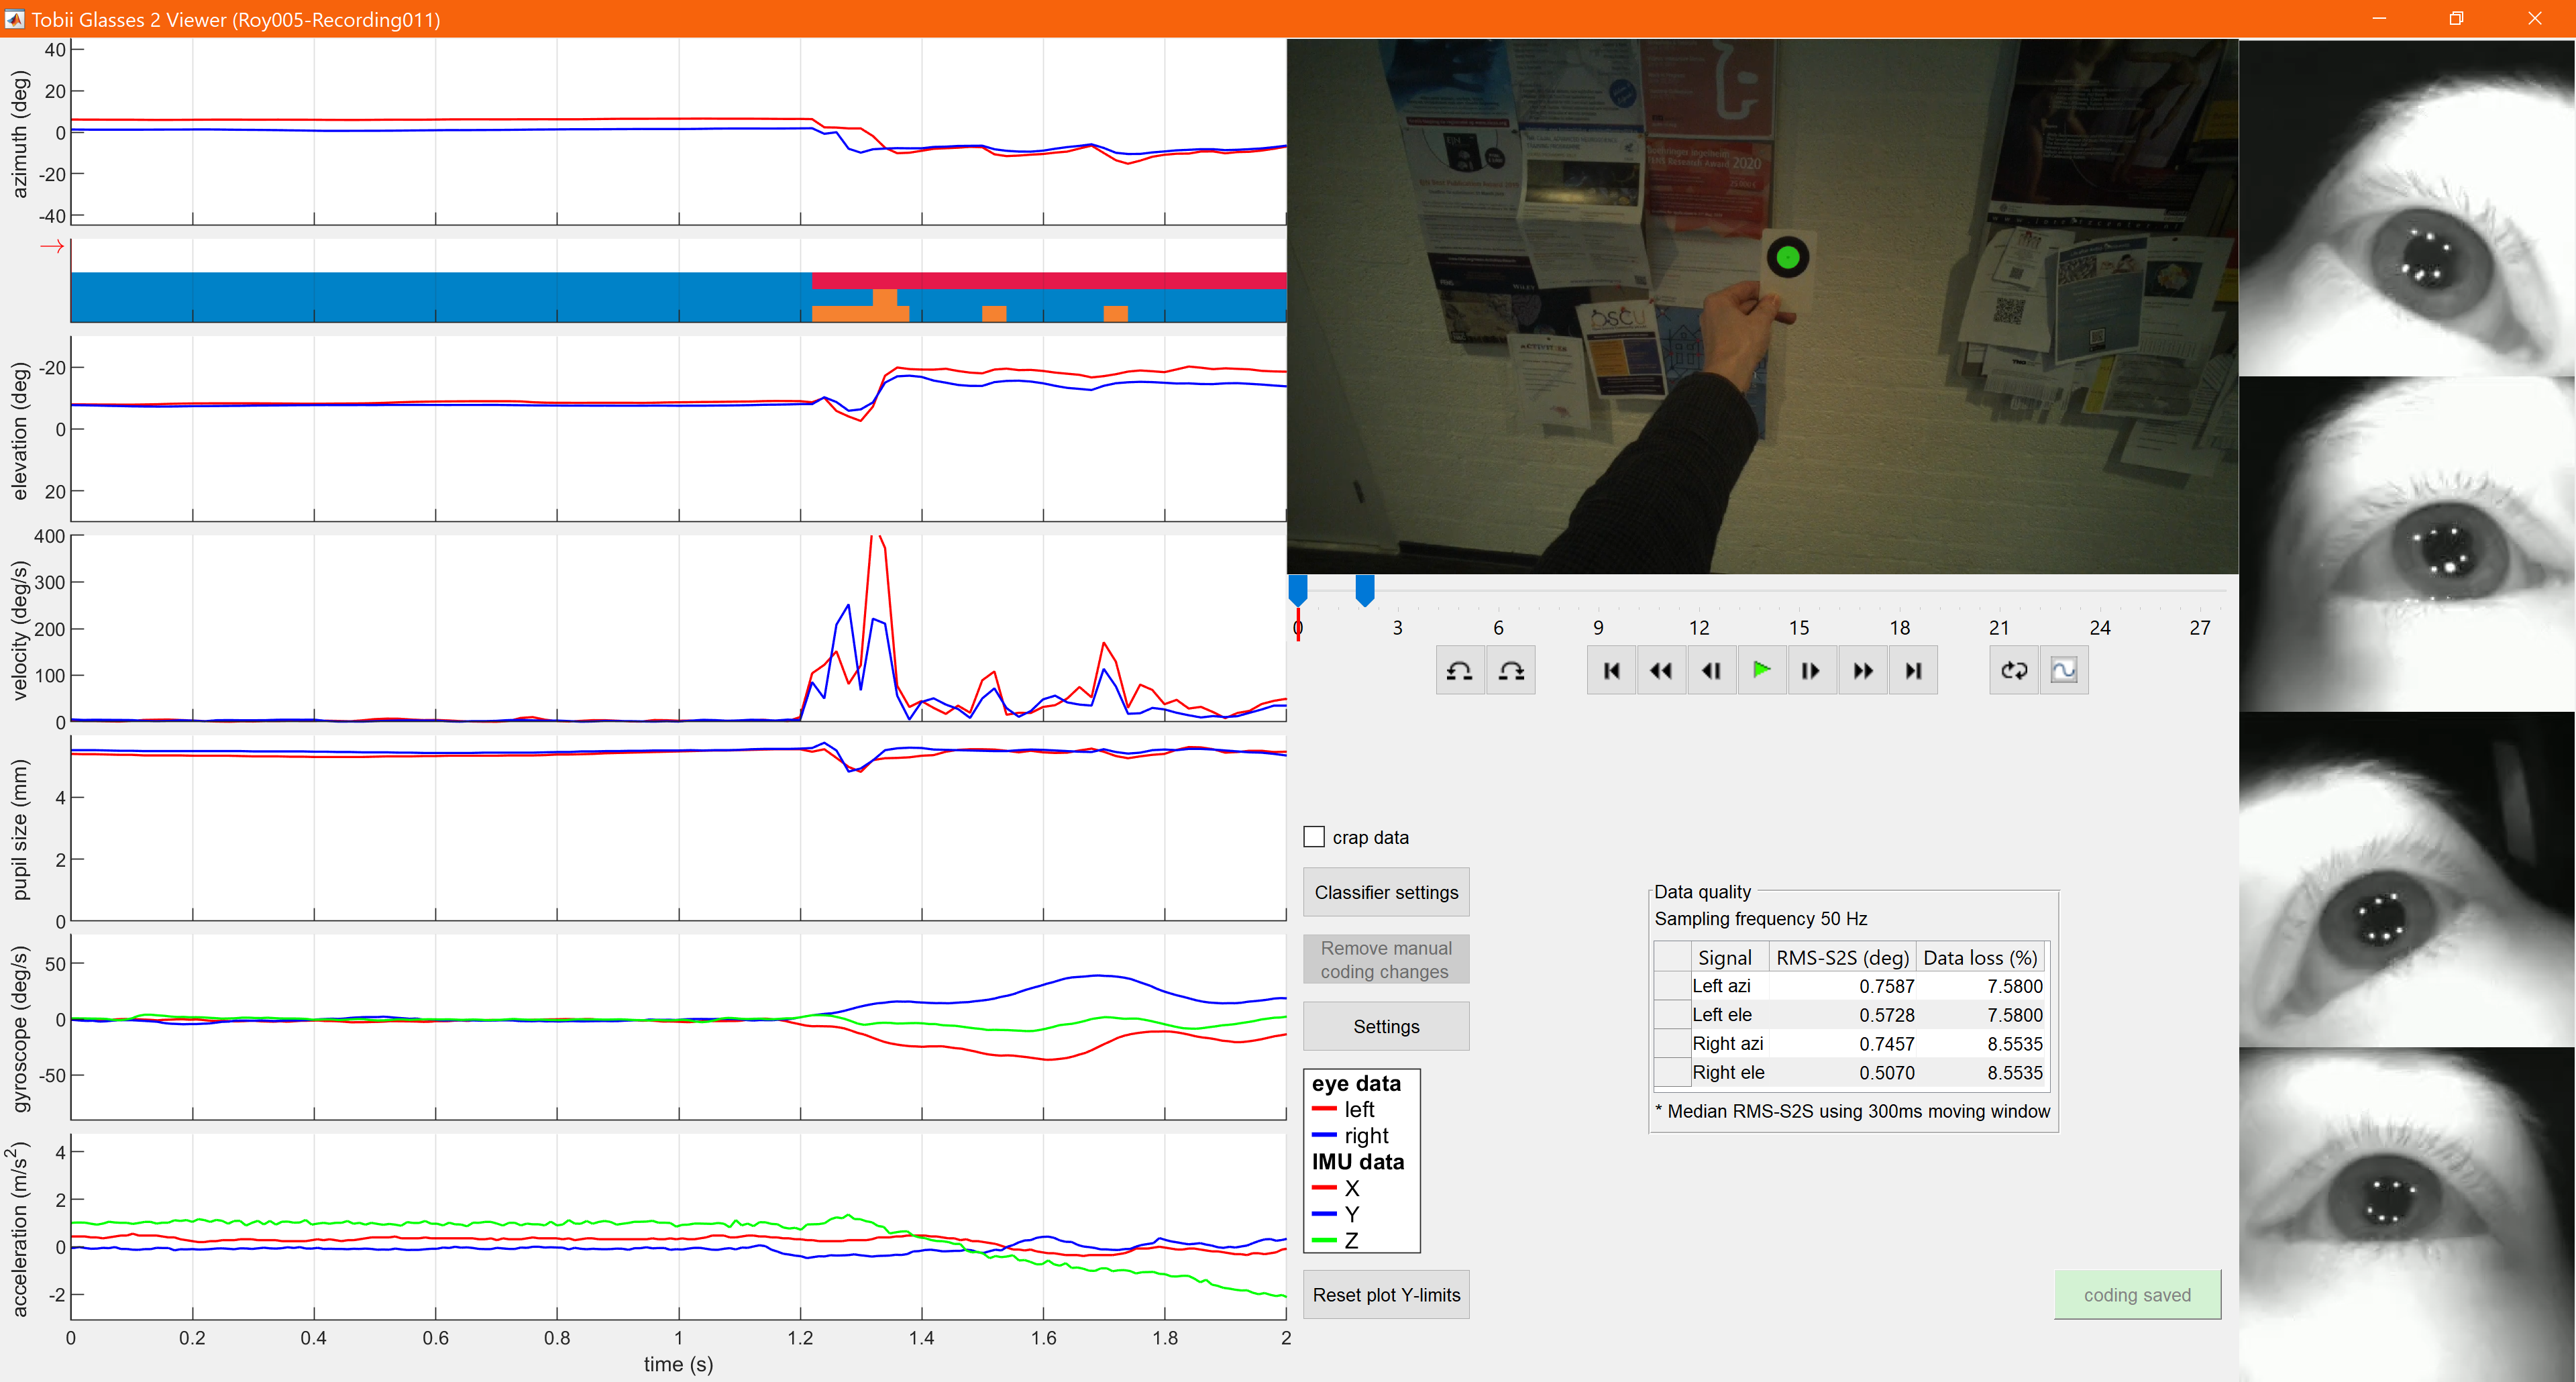 Tobii Glasses 2 Viewer (Roy005-Recording011)
azimuth (deg)
40
20
0
-20
-40
→
elevation (deg)
-20
0
20
velocity (deg/s)
400
300
200
100
0
pupil size (mm)
4
2
0
gyroscope (deg/s)
50
0
-50
acceleration (m/s²)
4
2
0
-2
0 0.2 0.4 0.6 0.8 1 1.2 1.4 1.6 1.8 2
time (s)
2020
OSCU
0 3 6 9 12 15 18 21 24 27
crap data
Classifier settings
Remove manual
coding changes
Settings
eye data
left
right
IMU data
X
Y
Z
Reset plot Y-limits
Data quality
Sampling frequency 50 Hz
Signal RMS-S2S (deg) Data loss (%)
Left azi 0.7587 7.5800
Left ele 0.5728 7.5800
Right azi 0.7457 8.5535
Right ele 0.5070 8.5535
* Median RMS-S2S using 300ms moving window
coding saved